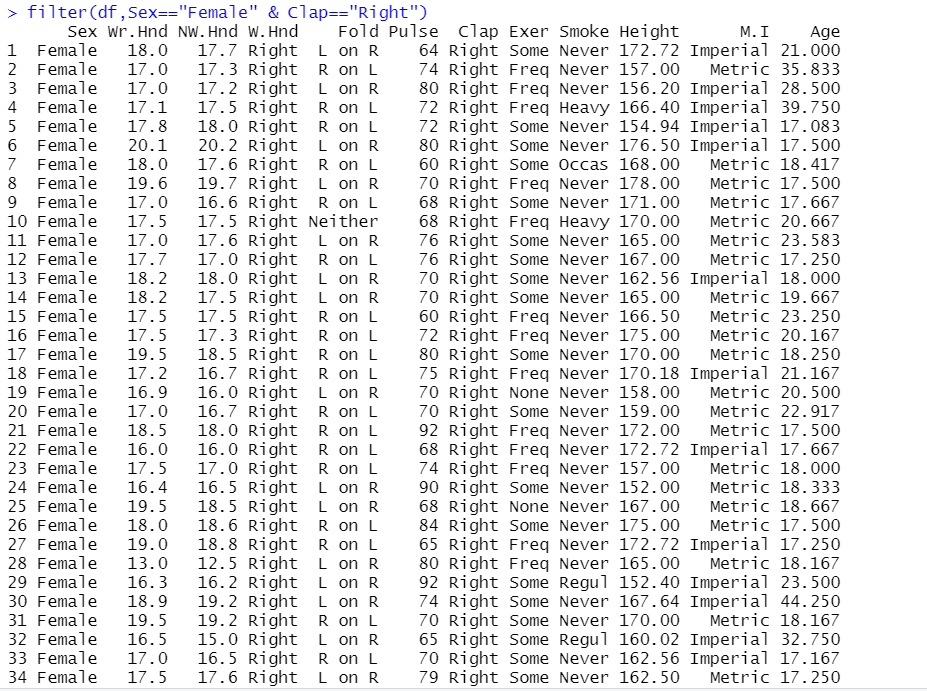 > filter(df,Sex=="Female" & Clap=="Right")
Sex Wr.Hnd NW.Hnd W.Hnd Fold Pulse Clap Exer Smoke Height M.I Age
1 Female 18.0 17.7 Right L on R 64 Right Some Never 172.72 Imperial 21.000
2 Female 17.0 17.3 Right R on L 74 Right Freq Never 157.00 Metric 35.833
3 Female 17.0 17.2 Right L on R 80 Right Freq Never 156.20 Imperial 28.500
4 Female 17.1 17.5 Right R on L 72 Right Freq Heavy 166.40 Imperial 39.750
5 Female 17.8 18.0 Right R on L 72 Right Some Never 154.94 Imperial 17.083
6 Female 20.1 20.2 Right L on R 80 Right Some Never 176.50 Imperial 17.500
7 Female 18.0 17.6 Right R on L 60 Right Some Occas 168.00 Metric 18.417
8 Female 19.6 19.7 Right L on R 70 Right Freq Never 178.00 Metric 17.500
9 Female 17.0 16.6 Right R on L 68 Right Some Never 171.00 Metric 17.667
10 Female 17.5 17.5 Right Neither 68 Right Freq Heavy 170.00 Metric 20.667
11 Female 17.0 17.6 Right L on R 76 Right Some Never 165.00 Metric 23.583
12 Female 17.7 17.0 Right R on L 76 Right Some Never 167.00 Metric 17.250
13 Female 18.2 18.0 Right L on R 70 Right Some Never 162.56 Imperial 18.000
14 Female 18.2 17.5 Right L on R 70 Right Some Never 165.00 Metric 19.667
15 Female 17.5 17.5 Right R on L 60 Right Freq Never 166.50 Metric 23.250
16 Female 17.5 17.3 Right R on L 72 Right Freq Never 175.00 Metric 20.167
17 Female 19.5 18.5 Right L on R 80 Right Some Never 170.00 Metric 18.250
18 Female 17.2 16.7 Right R on L 75 Right Freq Never 170.18 Imperial 21.167
19 Female 16.9 16.0 Right L on R 70 Right None Never 158.00 Metric 20.500
20 Female 17.0 16.7 Right R on L 70 Right Some Never 159.00 Metric 22.917
21 Female 18.5 18.0 Right R on L 92 Right Freq Never 172.00 Metric 17.500
22 Female 16.0 16.0 Right R on L 68 Right Freq Never 172.72 Imperial 17.667
23 Female 17.5 17.0 Right R on L 74 Right Freq Never 157.00 Metric 18.000
24 Female 16.4 16.5 Right L on R 90 Right Some Never 152.00 Metric 18.333
25 Female 19.5 18.5 Right L on R 68 Right None Never 167.00 Metric 18.667
26 Female 18.0 18.6 Right R on L 84 Right Some Never 175.00 Metric 17.500
27 Female 19.0 18.8 Right R on L 65 Right Freq Never 172.72 Imperial 17.250
28 Female 13.0 12.5 Right L on R 80 Right Freq Never 165.00 Metric 18.167
29 Female 16.3 16.2 Right L on R 92 Right Some Regul 152.40 Imperial 23.500
30 Female 18.9 19.2 Right L on R 74 Right Some Never 167.64 Imperial 44.250
31 Female 19.5 19.2 Right R on L 70 Right Some Never 170.00 Metric 18.167
32 Female 16.5 15.0 Right L on R 65 Right Some Regul 160.02 Imperial 32.750
33 Female 17.0 16.5 Right R on L 70 Right Some Never 162.56 Imperial 17.167
34 Female 17.5 17.6 Right R on L 79 Right Some Never 162.50 Metric 17.250